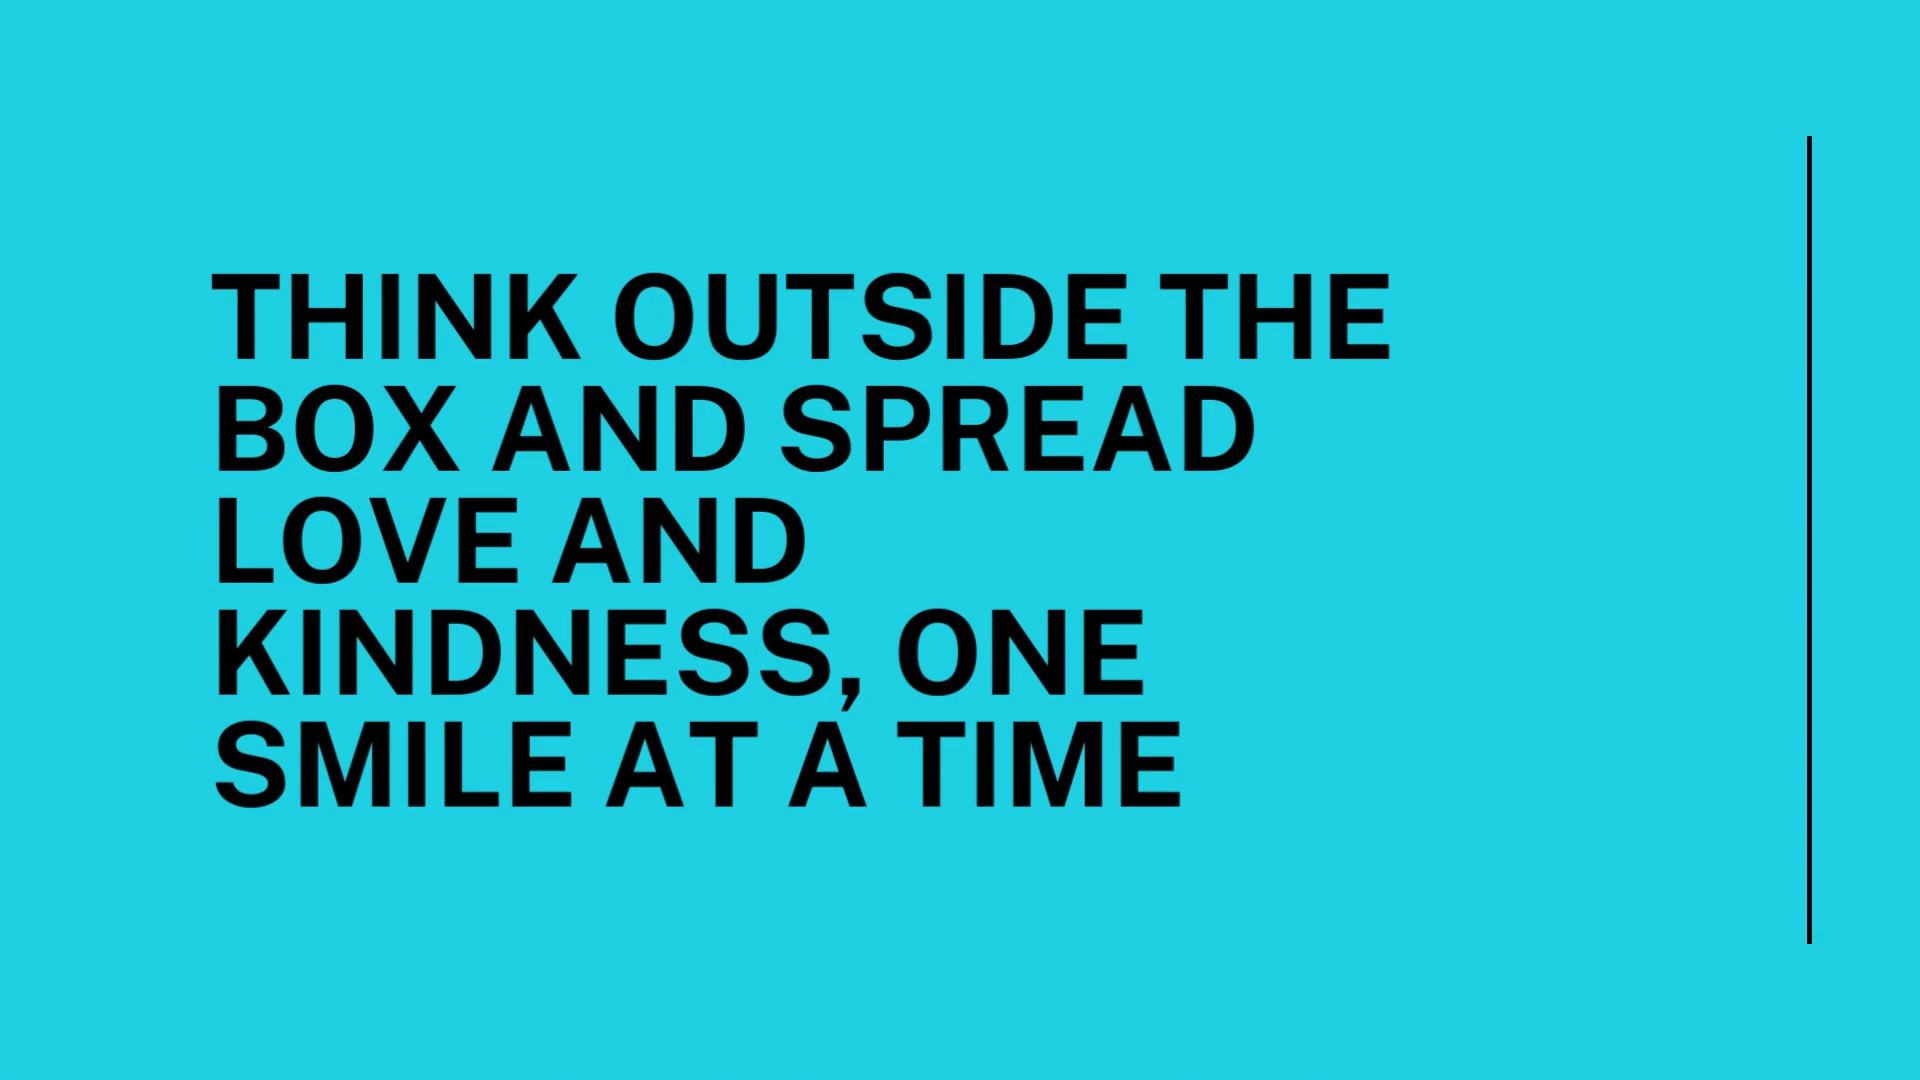 THINK OUTSIDE THE
BOX AND SPREAD
LOVE AND
KINDNESS, ONE
SMILE AT A TIME